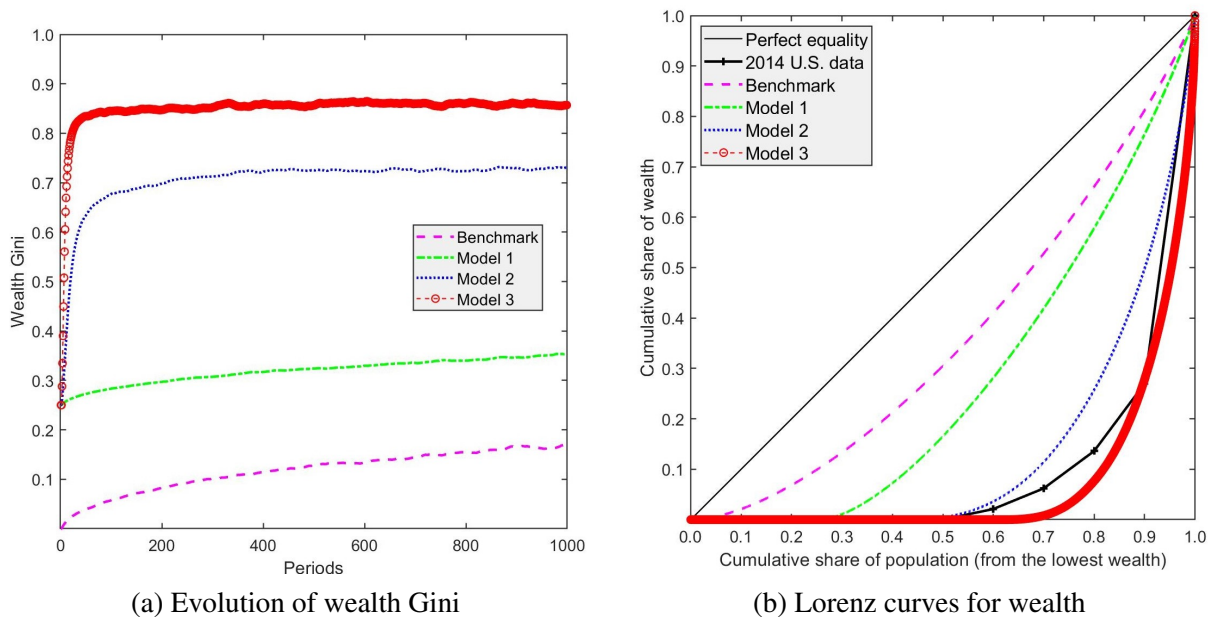 1.0
0.9
0.8
0.7
0.6
0.5
0.4
0.3
0.2
0.1
Wealth Gini
Benchmark
Model 1
Model 2
Model 3
0 200 400 600 800 1000
Periods
(a) Evolution of wealth Gini
1.0
0.9
0.8
0.7
0.6
0.5
0.4
0.3
0.2
0.1
Cumulative share of wealth
Perfect equality
2014 U.S. data
Benchmark
Model 1
Model 2
Model 3
0.0 0.1 0.2 0.3 0.4 0.5 0.6 0.7 0.8 0.9 1.0
Cumulative share of population (from the lowest wealth)
(b) Lorenz curves for wealth